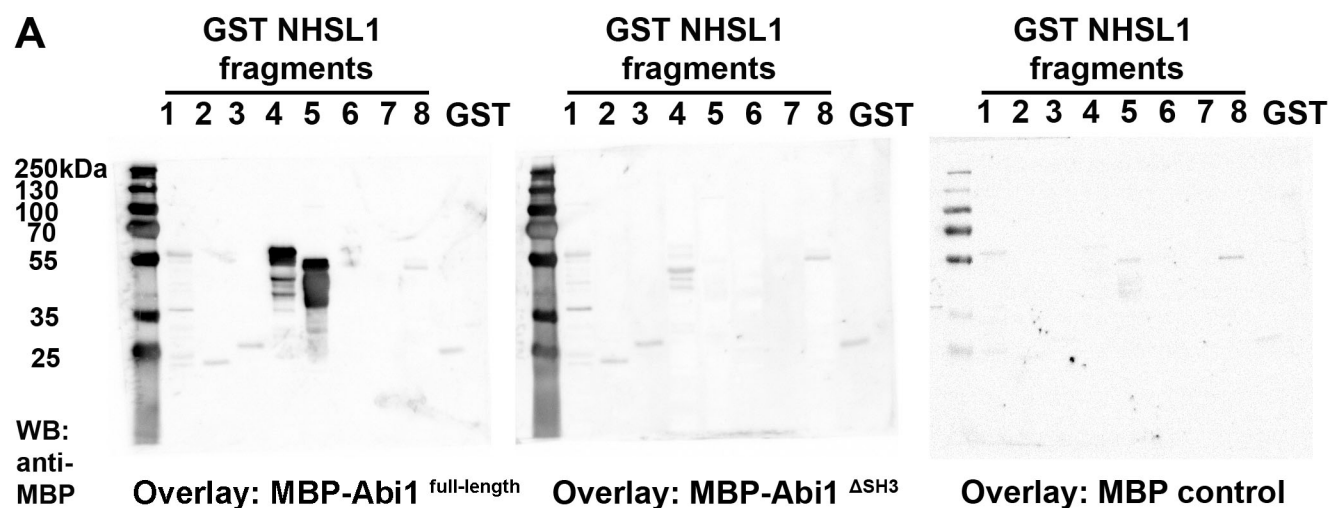 A
GST NHSL1
fragments
1 2 3 4 5 6 7 8 GST
GST NHSL1
fragments
1 2 3 4 5 6 7 8 GST
GST NHSL1
fragments
1 2 3 4 5 6 7 8 GST
250kDa
130
100
70
55
35
25
WB:
anti-
MBP
Overlay: MBP-Abi1 full-length
Overlay: MBP-Abi1 ΔSH3
Overlay: MBP control